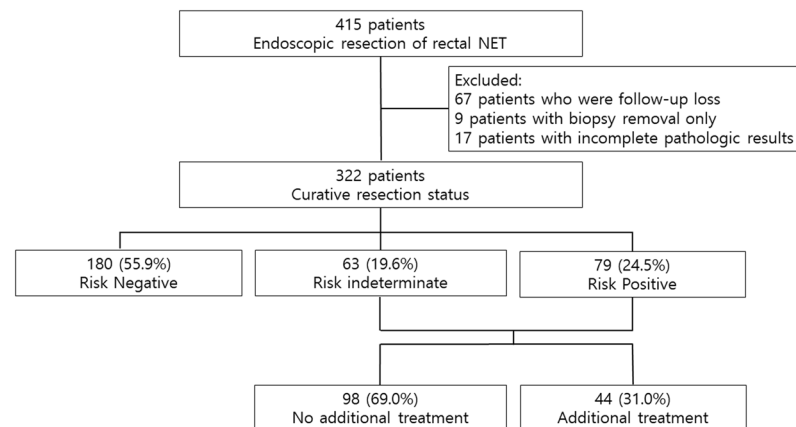 415 patients
Endoscopic resection of rectal NET
Excluded:
67 patients who were follow-up loss
9 patients with biopsy removal only
17 patients with incomplete pathologic results
322 patients
Curative resection status
180 (55.9%)
Risk Negative
63 (19.6%)
Risk indeterminate
79 (24.5%)
Risk Positive
98 (69.0%)
No additional treatment
44 (31.0%)
Additional treatment